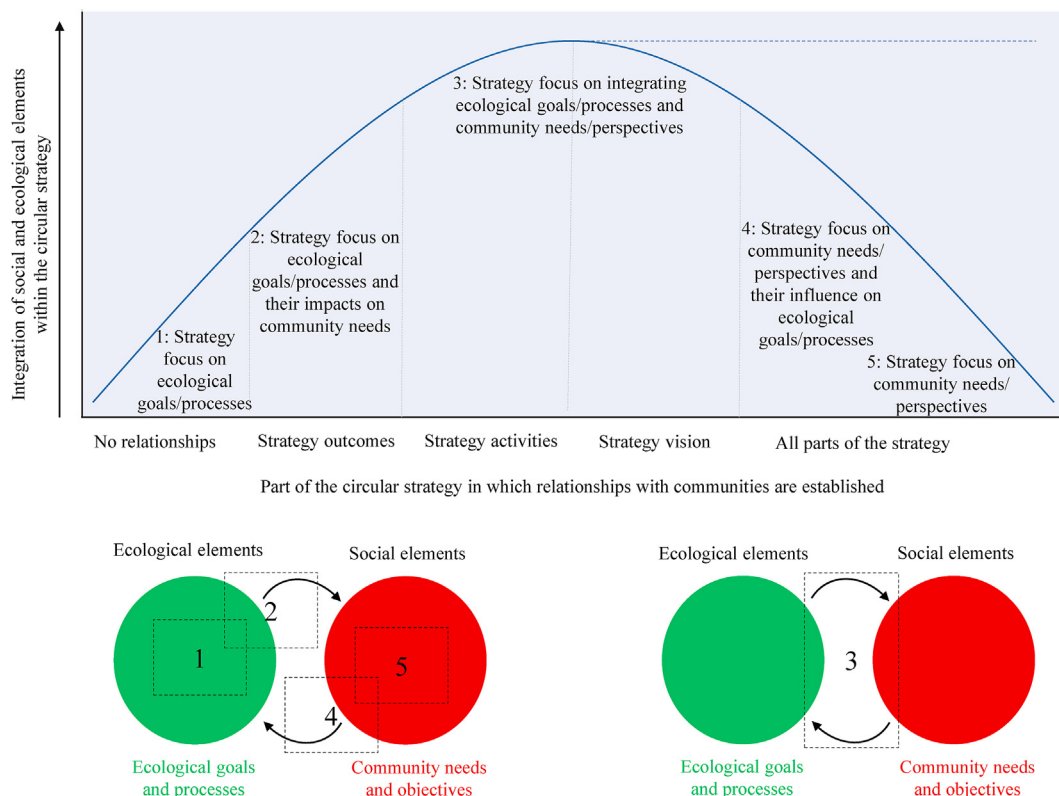 Integration of social and ecological elements
within the circular strategy
3: Strategy focus on integrating
ecological goals/processes and
community needs/perspectives
2: Strategy focus on
ecological
goals/processes and
their impacts on
community needs
4: Strategy focus on
community needs/
perspectives and
their influence on
ecological
goals/processes
1: Strategy
focus on
ecological
goals/processes
5: Strategy focus on
community needs/
perspectives
No relationships
Strategy outcomes
Strategy activities
Strategy vision
All parts of the strategy
Part of the circular strategy in which relationships with communities are established
Ecological elements
Social elements
1
2
4
5
Ecological goals
and processes
Community needs
and objectives
Ecological elements
Social elements
3
Ecological goals
and processes
Community needs
and objectives